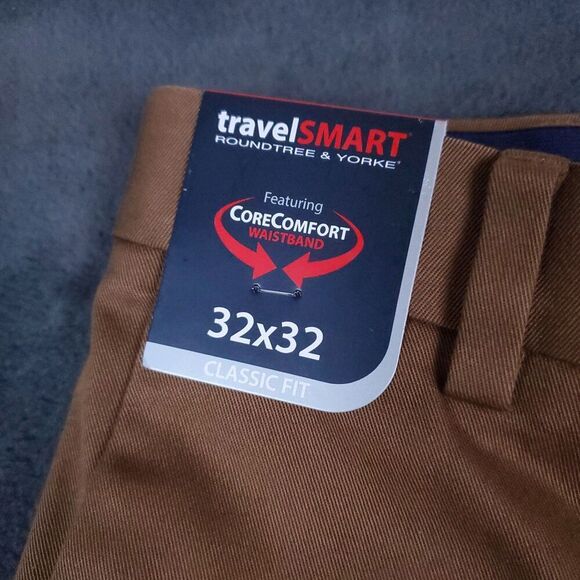 travelSMART®
ROUNDTREE & YORKE®
Featuring
CORECOMFORT
WAISTBAND
32x32
CLASSIC FIT